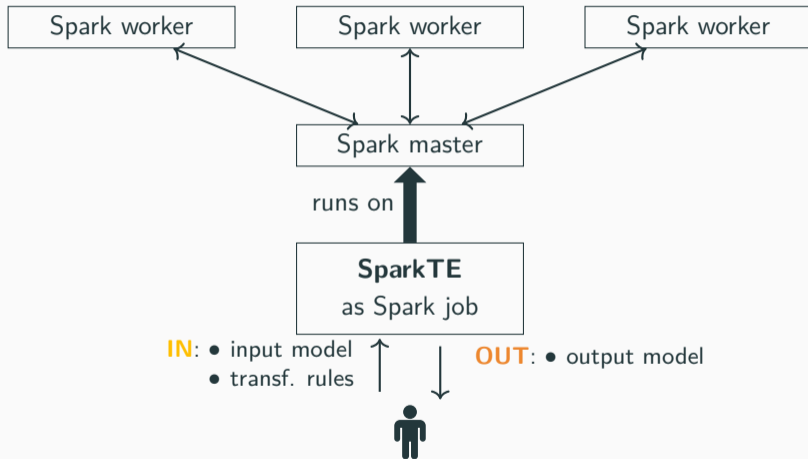 Spark worker
Spark worker
Spark worker
Spark master
runs on
SparkTE
as Spark job
IN: • input model
• transf. rules
OUT: • output model